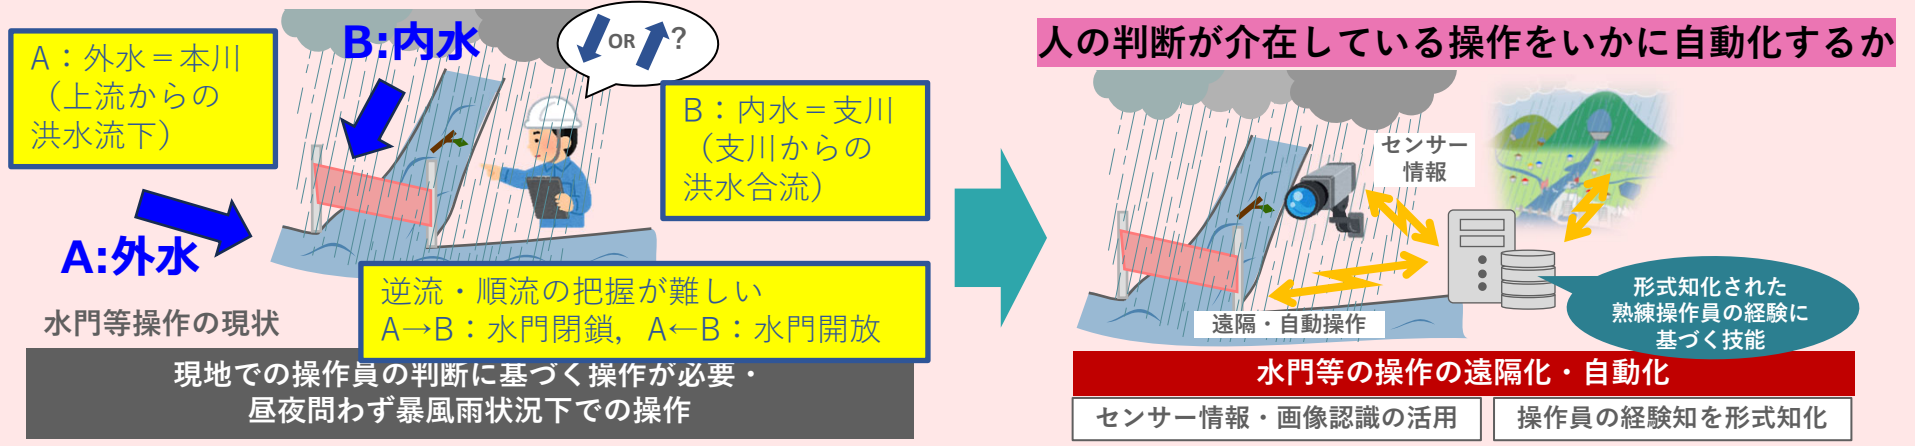 A：外水＝本川
（上流からの
洪水流下）
B:内水
OR
?
B：内水＝支川
（支川からの
洪水合流）
A:外水
逆流・順流の把握が難しい
A→B：水門閉鎖，A←B：水門開放
水門等操作の現状
現地での操作員の判断に基づく操作が必要・
昼夜問わず暴風雨状況下での操作
人の判断が介在している操作をいかに自動化するか
センサー
情報
遠隔・自動操作
形式知化された
熟練操作員の経験に
基づく技能
水門等の操作の遠隔化・自動化
センサー情報・画像認識の活用
操作員の経験知を形式知化